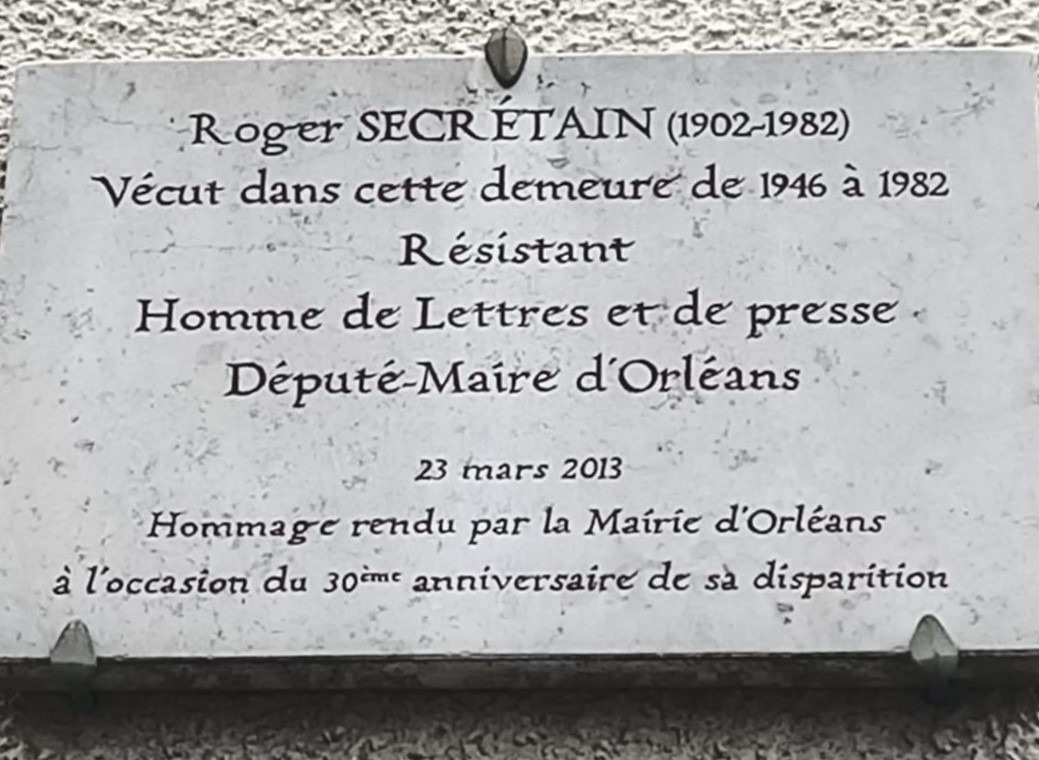 Roger SECRÉTAIN (1902-1982)
Vécut dans cette demeure de 1946 à 1982
Résistant
Homme de Lettres et de presse
Député-Maire d'Orléans
23 mars 2013
Hommage rendu par la Mairie d'Orléans
à l'occasion du 30ème anniversaire de sa disparition